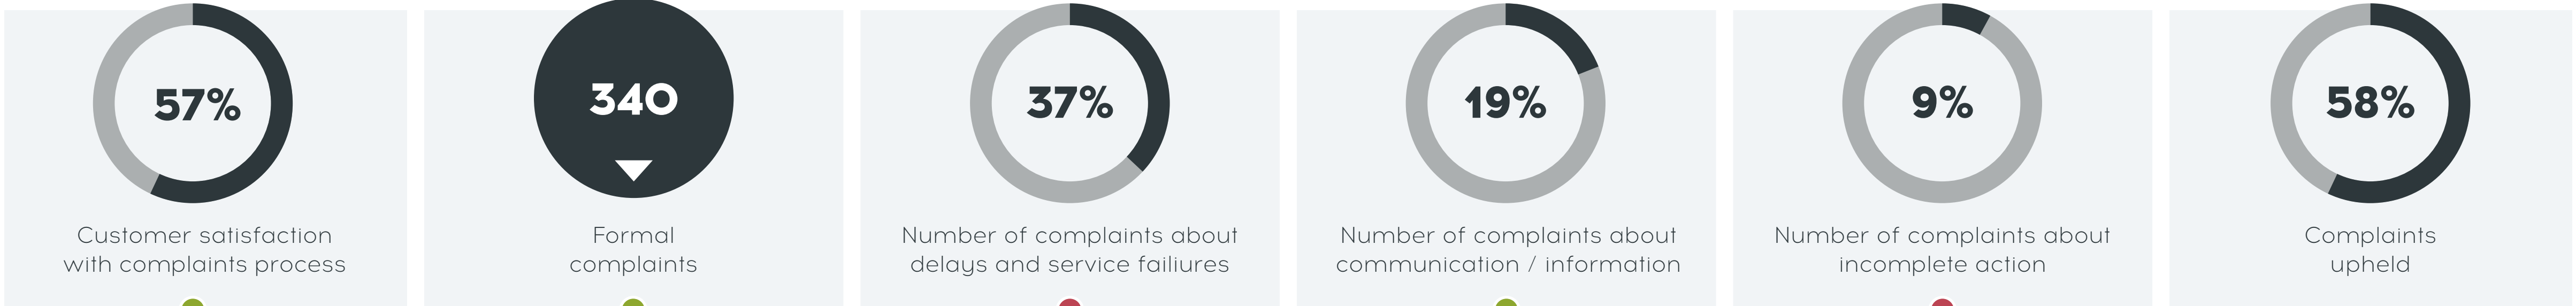 57%
Customer satisfaction
with complaints process
340
Formal
complaints
37%
Number of complaints about
delays and service failiures
19%
Number of complaints about
communication / information
9%
Number of complaints about
incomplete action
58%
Complaints
upheld